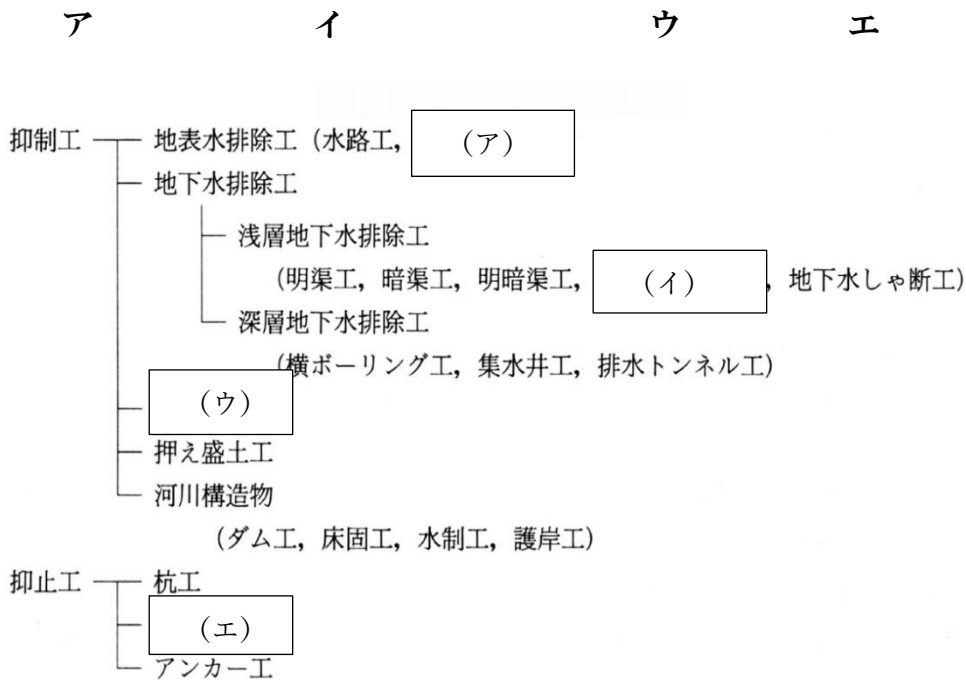 ア イ ウ エ
抑制工 地表水排除工（水路工， （ア）
地下水排除工
浅層地下水排除工
（明渠工，暗渠工，明暗渠工， （イ） ，地下水しゃ断工）
深層地下水排除工
（横ボーリング工，集水井工，排水トンネル工）
（ウ）
押え盛土工
河川構造物
（ダム工，床固工，水制工，護岸工）
抑止工 杭工
（エ）
アンカー工